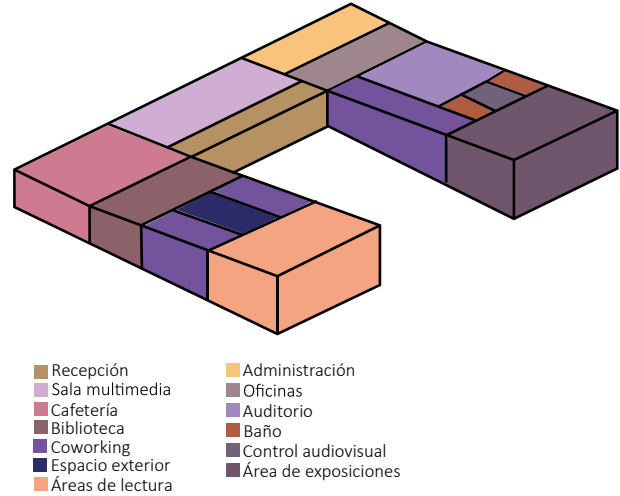 Recepción
Sala multimedia
Cafetería
Biblioteca
Coworking
Espacio exterior
Áreas de lectura
Administración
Oficinas
Auditorio
Baño
Control audiovisual
Área de exposiciones